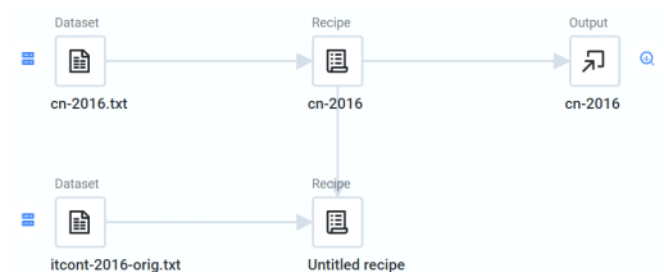 Dataset
Recipe
Output
cn-2016.txt
cn-2016
cn-2016
Dataset
Recipe
itcont-2016-orig.txt
Untitled recipe